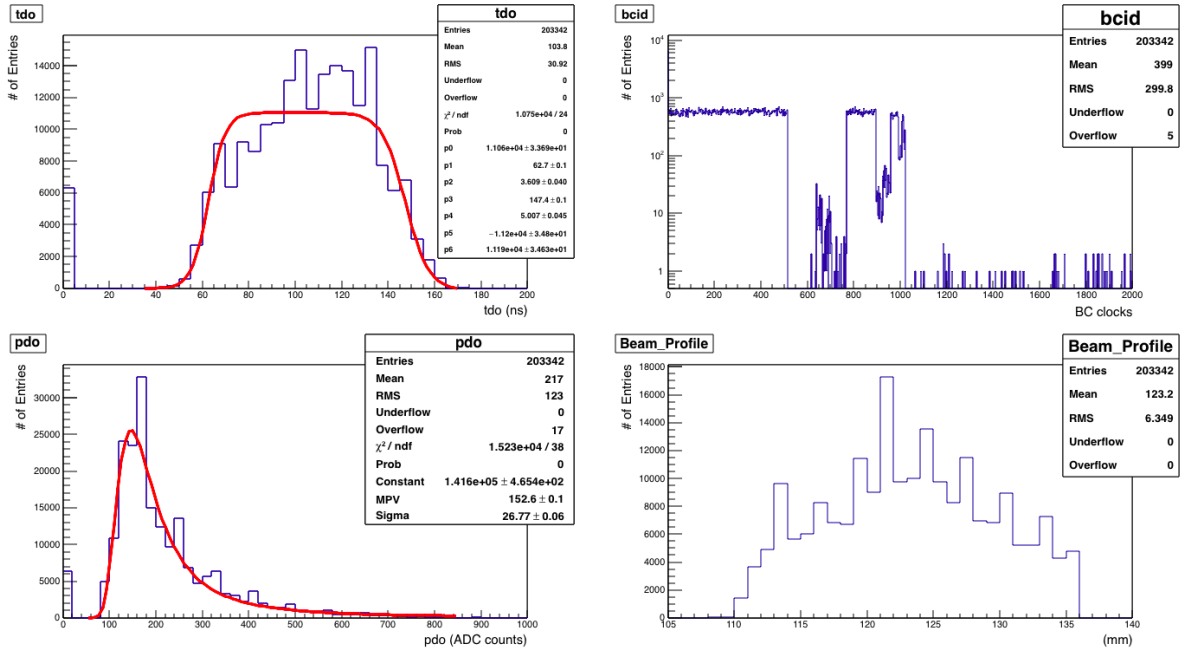 tdo
# of Entries
14000
12000
10000
8000
6000
4000
2000
0
0 20 40 60 80 100 120 140 160 180 200
tdo (ns)
tdo
Entries 203342
Mean 103.8
RMS 30.92
Underflow 0
Overflow 0
χ² / ndf 1.075e+04 / 24
Prob 0
p0 1.106e+04 ± 3.369e+01
p1 62.7 ± 0.1
p2 3.609 ± 0.040
p3 147.4 ± 0.1
p4 5.007 ± 0.045
p5 −1.12e+04 ± 3.48e+01
p6 1.119e+04 ± 3.463e+01
bcid
# of Entries
10⁴
10³
10²
10
1
0 200 400 600 800 1000 1200 1400 1600 1800 2000
BC clocks
bcid
Entries 203342
Mean 399
RMS 299.8
Underflow 0
Overflow 5
pdo
# of Entries
30000
25000
20000
15000
10000
5000
0
0 100 200 300 400 500 600 700 800 900 1000
pdo (ADC counts)
pdo
Entries 203342
Mean 217
RMS 123
Underflow 0
Overflow 17
χ² / ndf 1.523e+04 / 38
Prob 0
Constant 1.416e+05 ± 4.654e+02
MPV 152.6 ± 0.1
Sigma 26.77 ± 0.06
Beam_Profile
# of Entries
18000
16000
14000
12000
10000
8000
6000
4000
2000
0
105 110 115 120 125 130 135 140
(mm)
Beam_Profile
Entries 203342
Mean 123.2
RMS 6.349
Underflow 0
Overflow 0